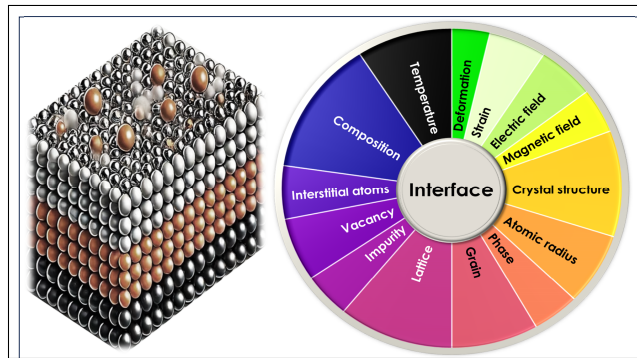 Interface
Deformation
Strain
Electric field
Magnetic field
Crystal structure
Atomic radius
Phase
Grain
Lattice
Impurity
Vacancy
Interstitial atoms
Composition
Temperature